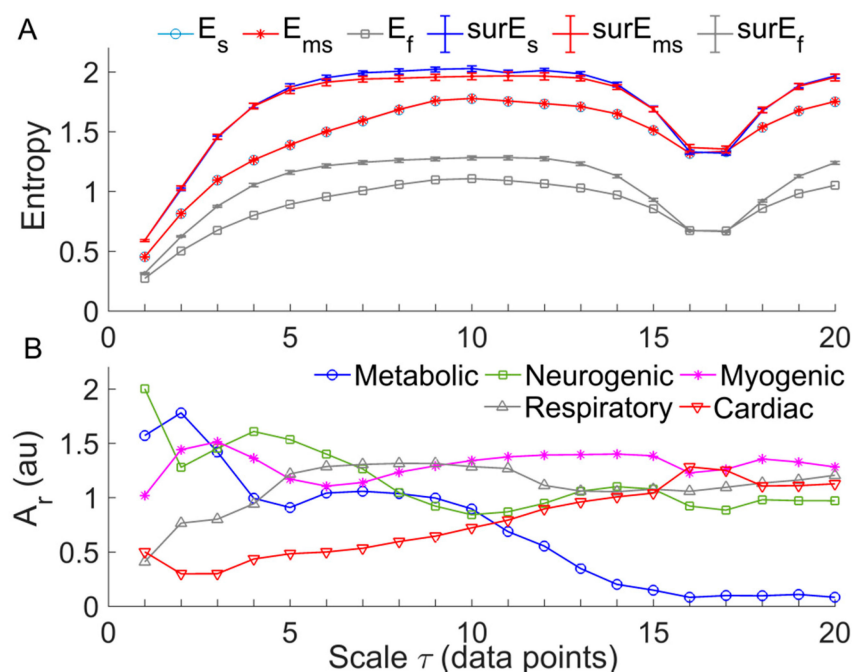 A
E_s E_ms E_f surE_s surE_ms surE_f
2
1.5
1
0.5
0
Entropy
0 5 10 15 20
B
Metabolic Neurogenic Myogenic
Respiratory Cardiac
2
1.5
1
0.5
0
A_r (au)
0 5 10 15 20
Scale τ (data points)